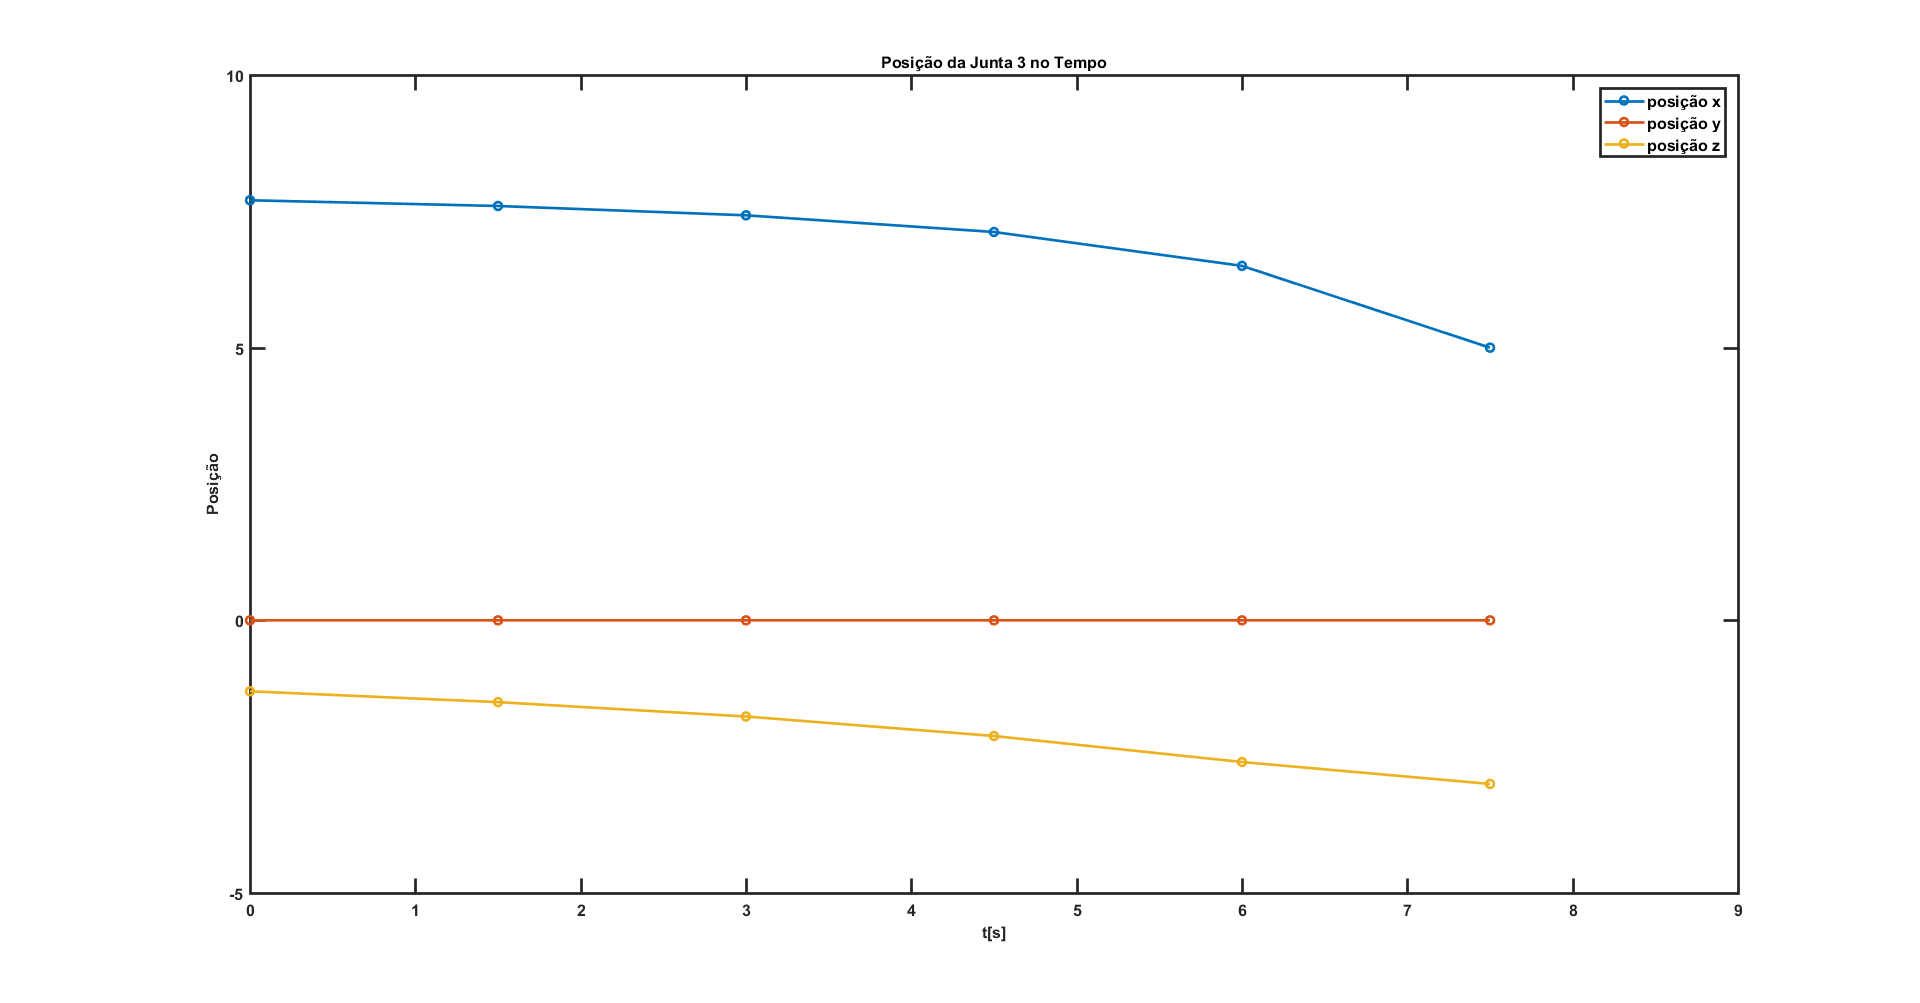 Posição da Junta 3 no Tempo
10
5
0
-5
Posição
posição x
posição y
posição z
0 1 2 3 4 5 6 7 8 9
t[s]